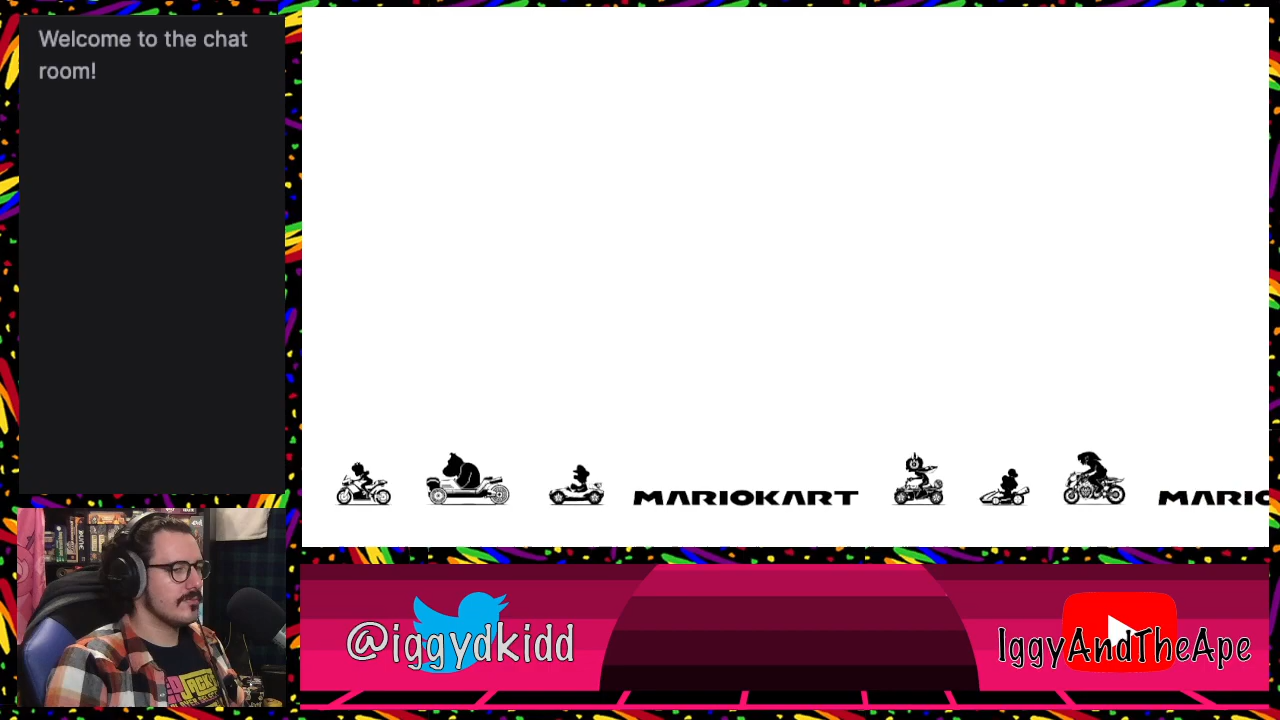 Welcome to the chat
room!
MARIOKART
MARIO
@iggydkidd
IggyAndTheApe